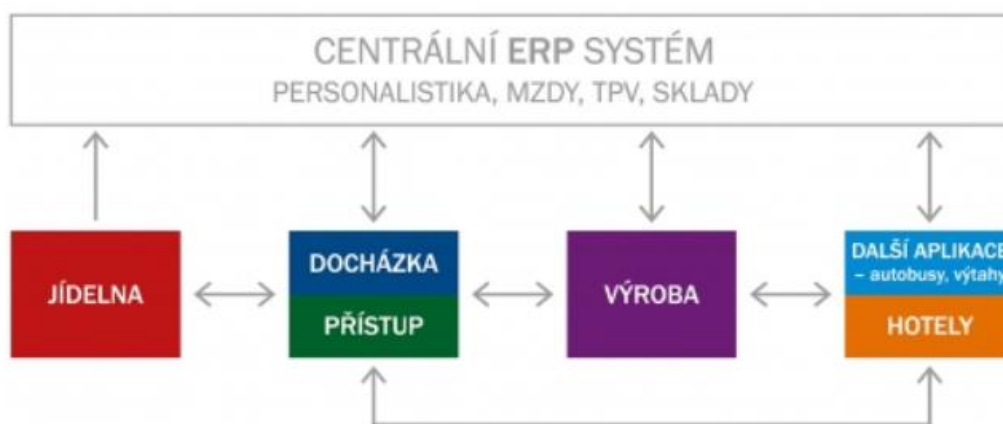 CENTRÁLNÍ ERP SYSTÉM
PERSONALISTIKA, MZDY, TPV, SKLADY
JÍDELNA
DOCHÁZKA
PŘÍSTUP
VÝROBA
DALŠÍ APLIKACE
– autobusy, výtahy
HOTELY